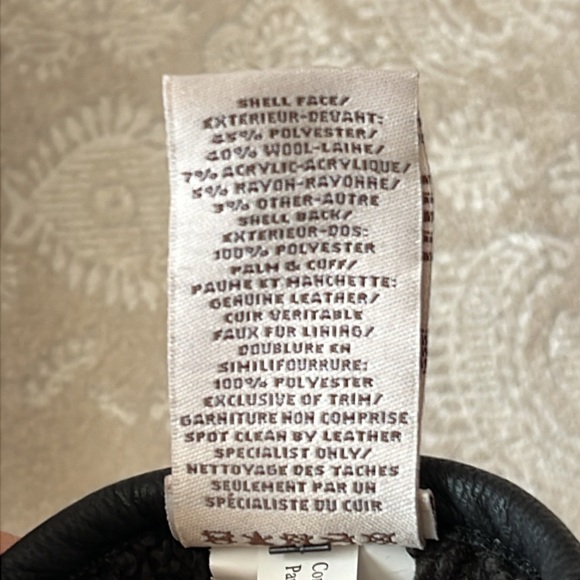 SHELL FACE/
EXTERIEUR-DEVANT:
45% POLYESTER/
40% WOOL-LAINE/
7% ACRYLIC-ACRYLIQUE/
5% RAYON-RAYONNE/
3% OTHER-AUTRE
SHELL BACK/
EXTERIEUR-DOS:
100% POLYESTER
PALM & CUFF/
PAUME ET MANCHETTE:
GENUINE LEATHER/
CUIR VERITABLE
FAUX FUR LINING/
DOUBLURE EN
SIMILIFOURRURE:
100% POLYESTER
EXCLUSIVE OF TRIM/
GARNITURE NON COMPRISE
SPOT CLEAN BY LEATHER
SPECIALIST ONLY/
NETTOYAGE DES TACHES
SEULEMENT PAR UN
SPÉCIALISTE DU CUIR